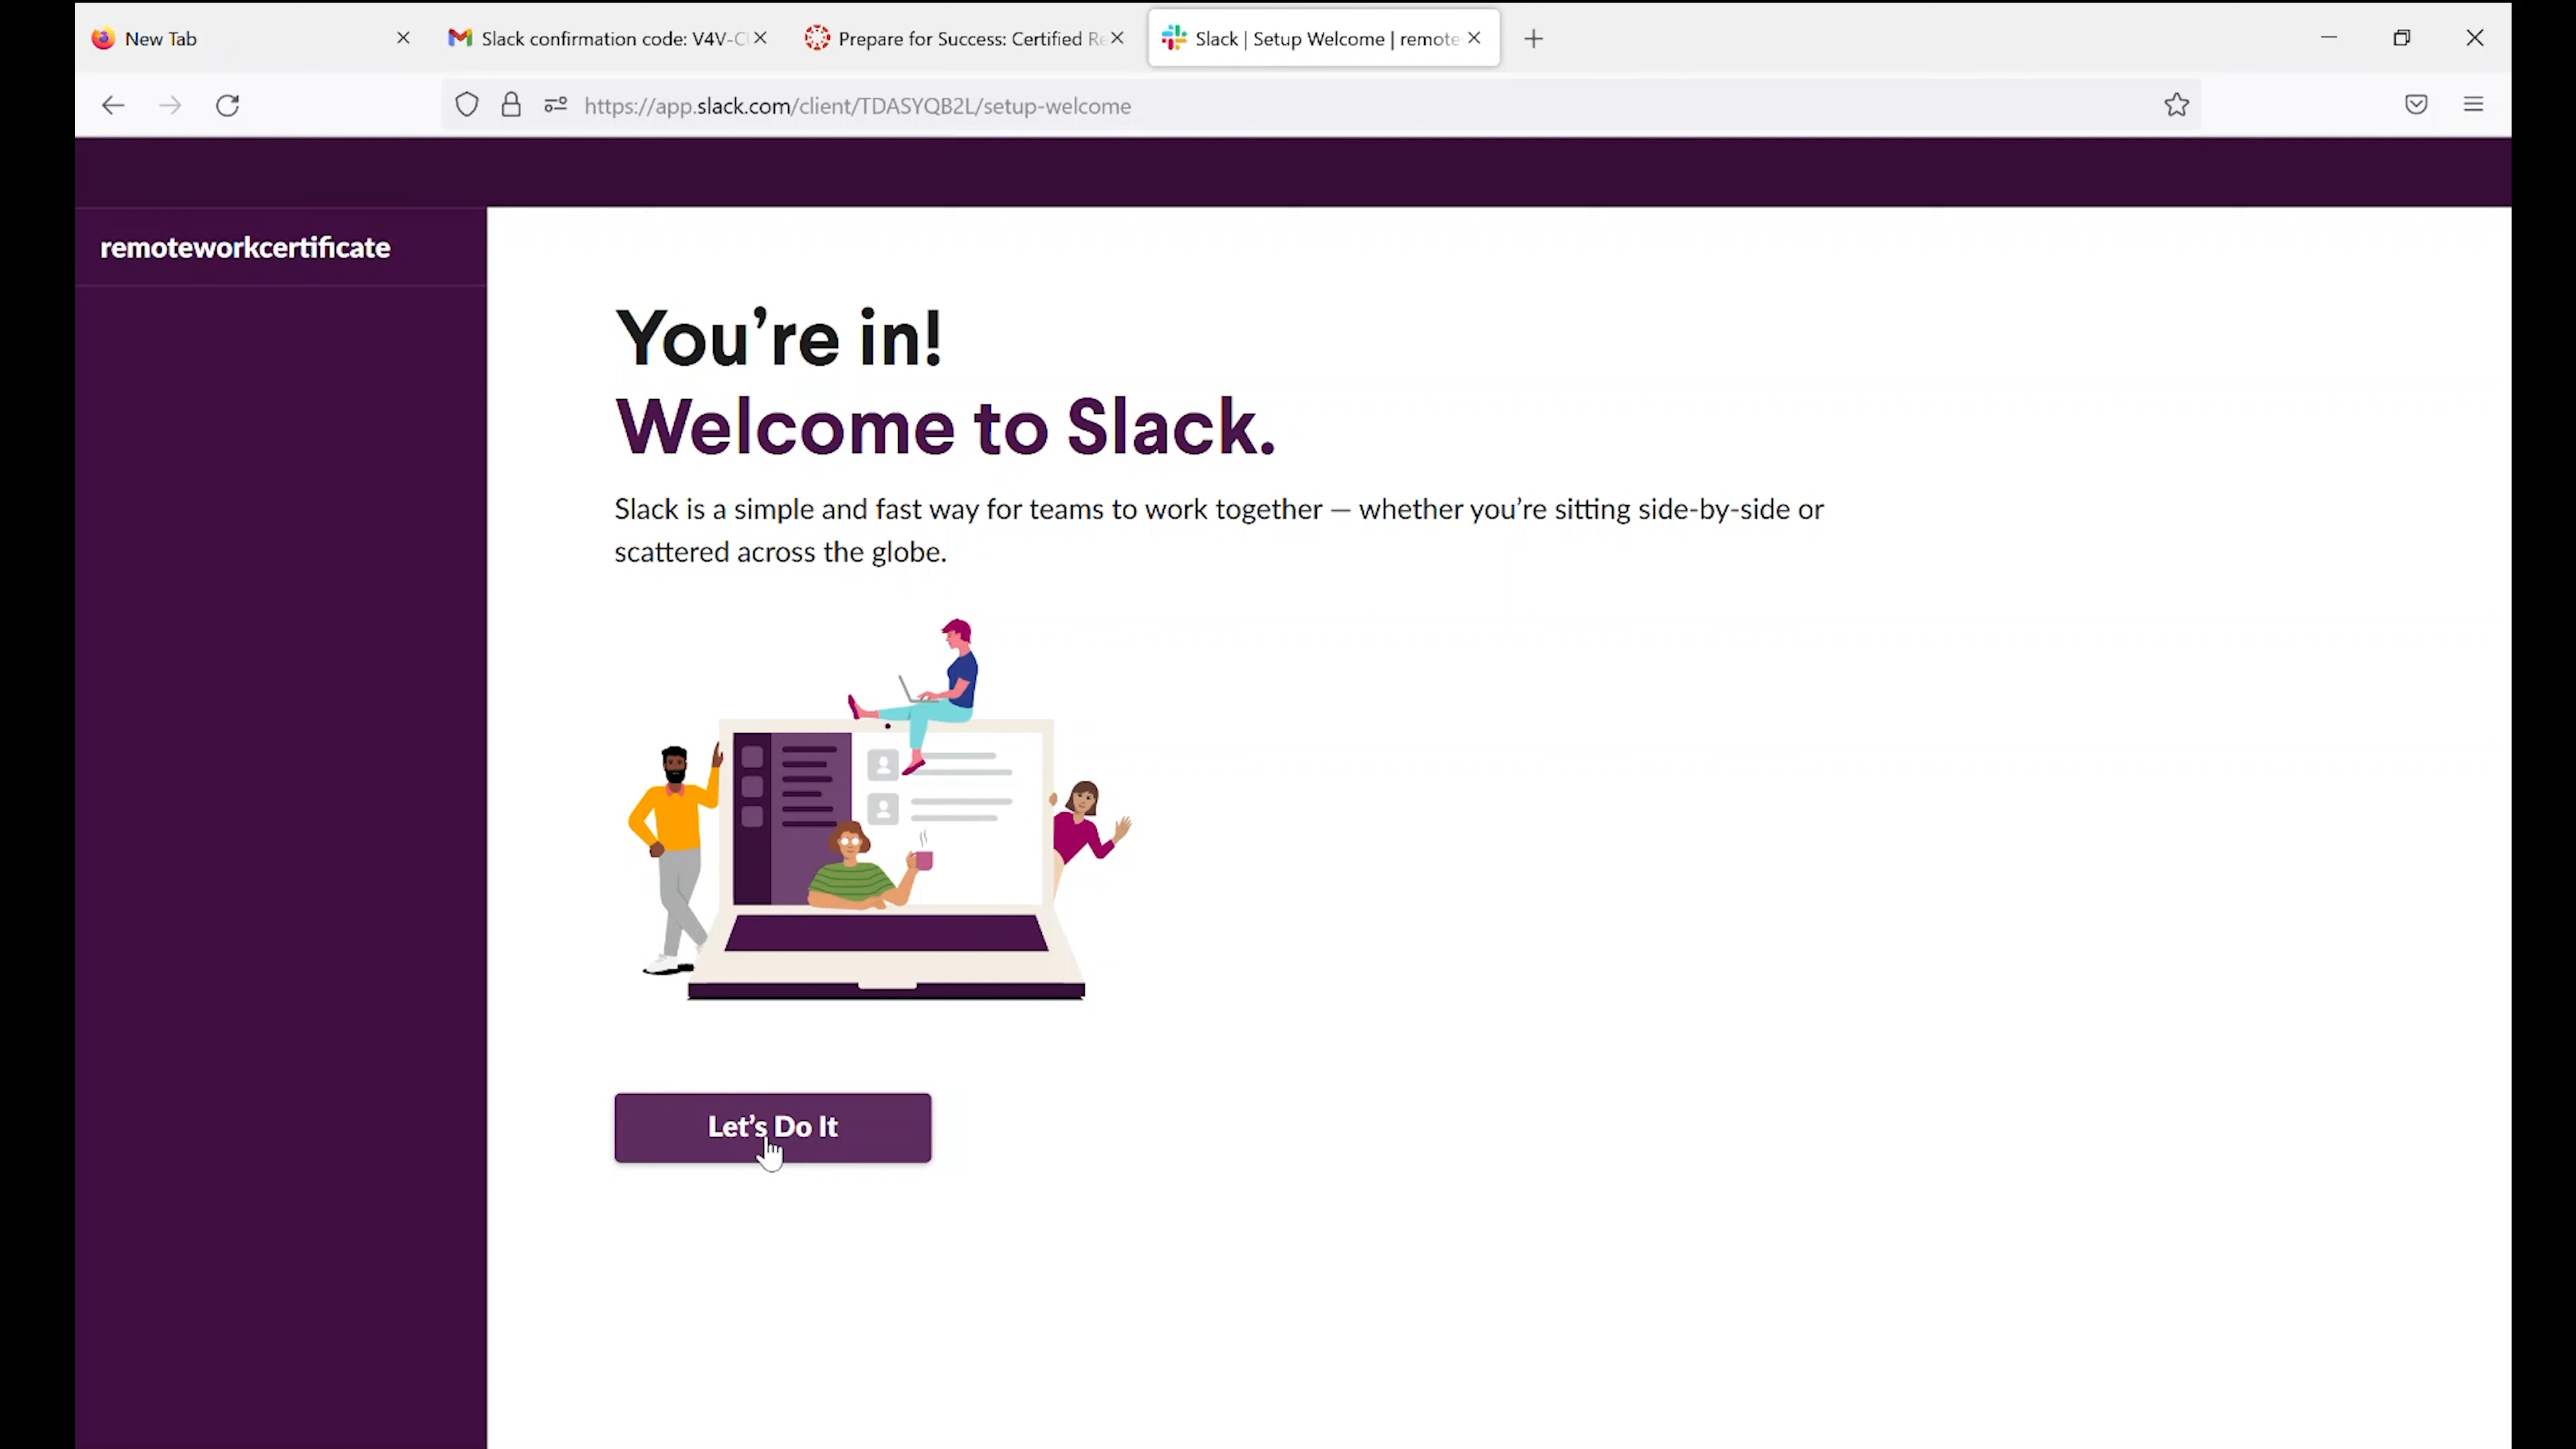 New Tab
Slack confirmation code: V4V-C
Prepare for Success: Certified Re
Slack | Setup Welcome | remote
https://app.slack.com/client/TDASYQB2L/setup-welcome
remoteworkcertificate
You’re in!
Welcome to Slack.
Slack is a simple and fast way for teams to work together — whether you’re sitting side-by-side or
scattered across the globe.
Let’s Do It